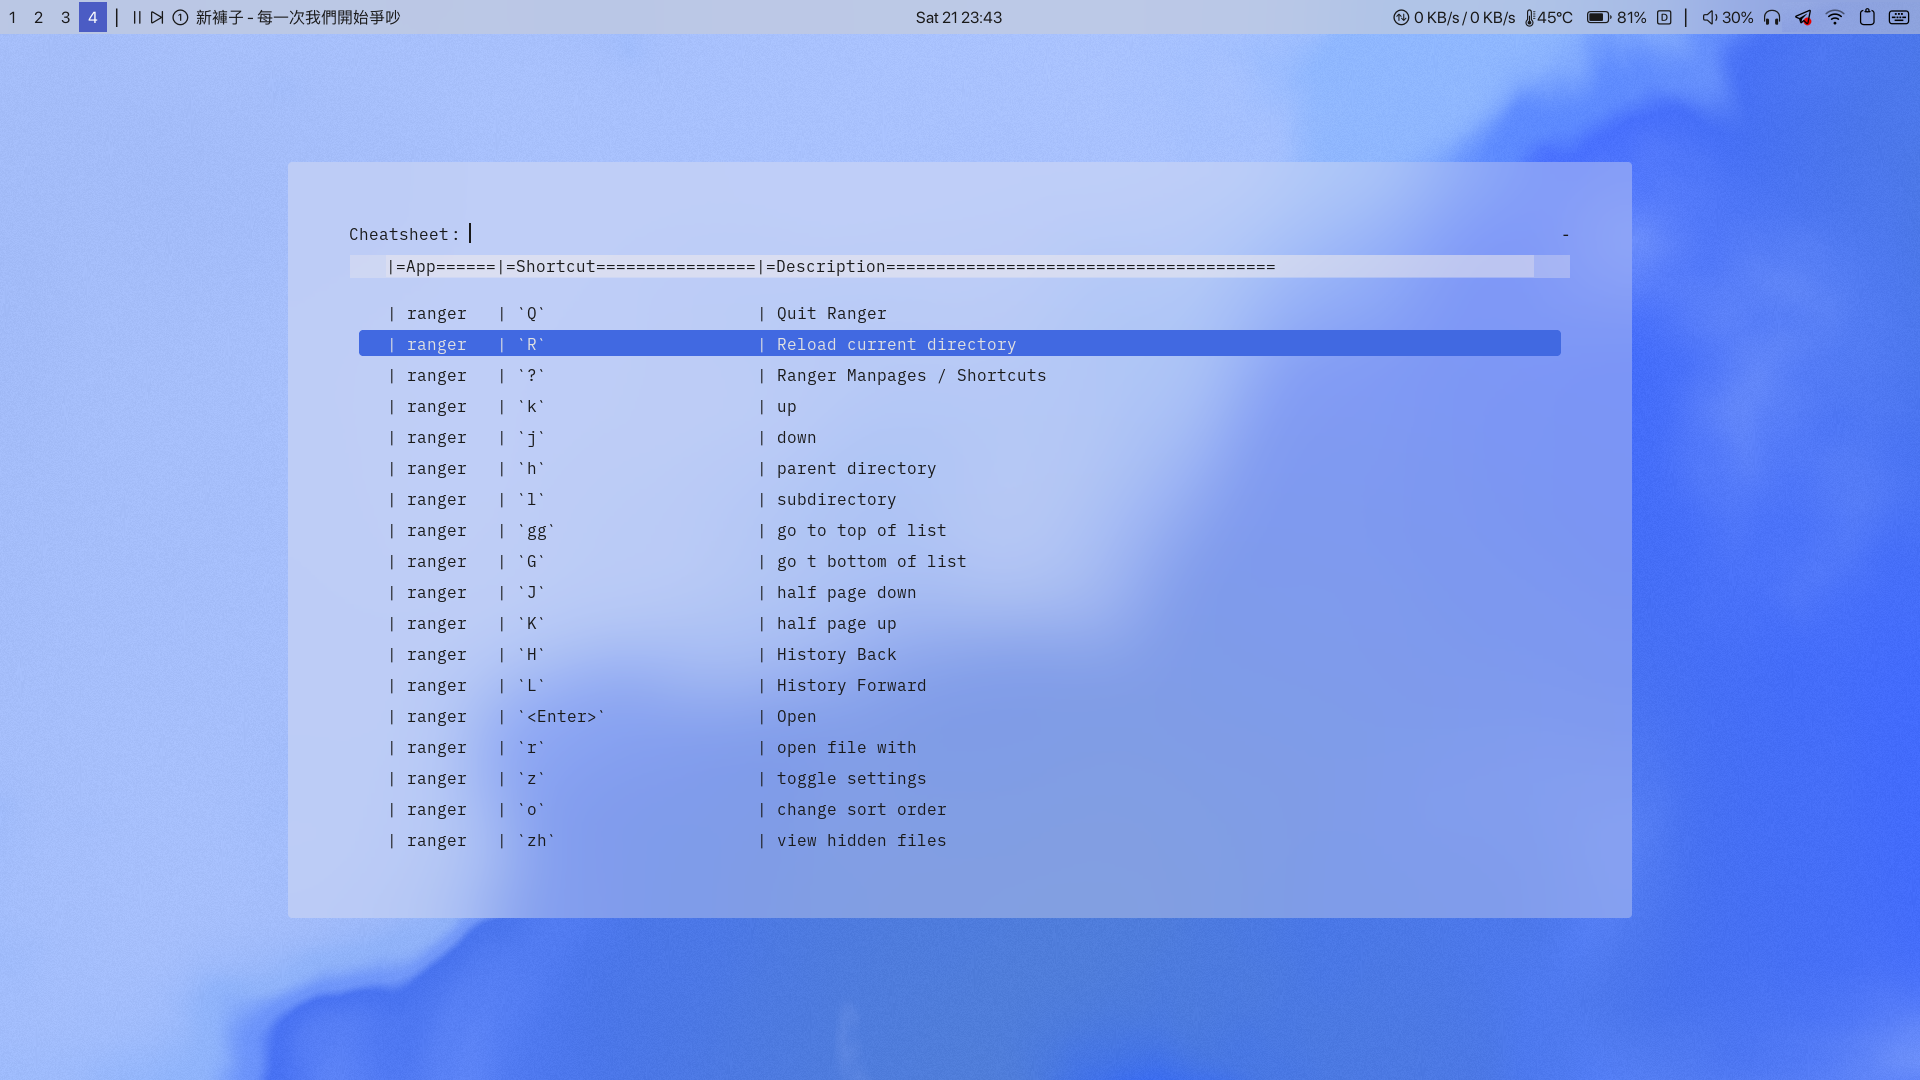 1 2 3 4 | 1 新褲子 - 每一次我們開始爭吵 Sat 21 23:43 0 KB/s / 0 KB/s 45°C 81% D | 30%
Cheatsheet: -
|=App======|=Shortcut================|=Description=======================================
| ranger | `Q` | Quit Ranger
| ranger | `R` | Reload current directory
| ranger | `?` | Ranger Manpages / Shortcuts
| ranger | `k` | up
| ranger | `j` | down
| ranger | `h` | parent directory
| ranger | `l` | subdirectory
| ranger | `gg` | go to top of list
| ranger | `G` | go t bottom of list
| ranger | `J` | half page down
| ranger | `K` | half page up
| ranger | `H` | History Back
| ranger | `L` | History Forward
| ranger | `<Enter>` | Open
| ranger | `r` | open file with
| ranger | `z` | toggle settings
| ranger | `o` | change sort order
| ranger | `zh` | view hidden files